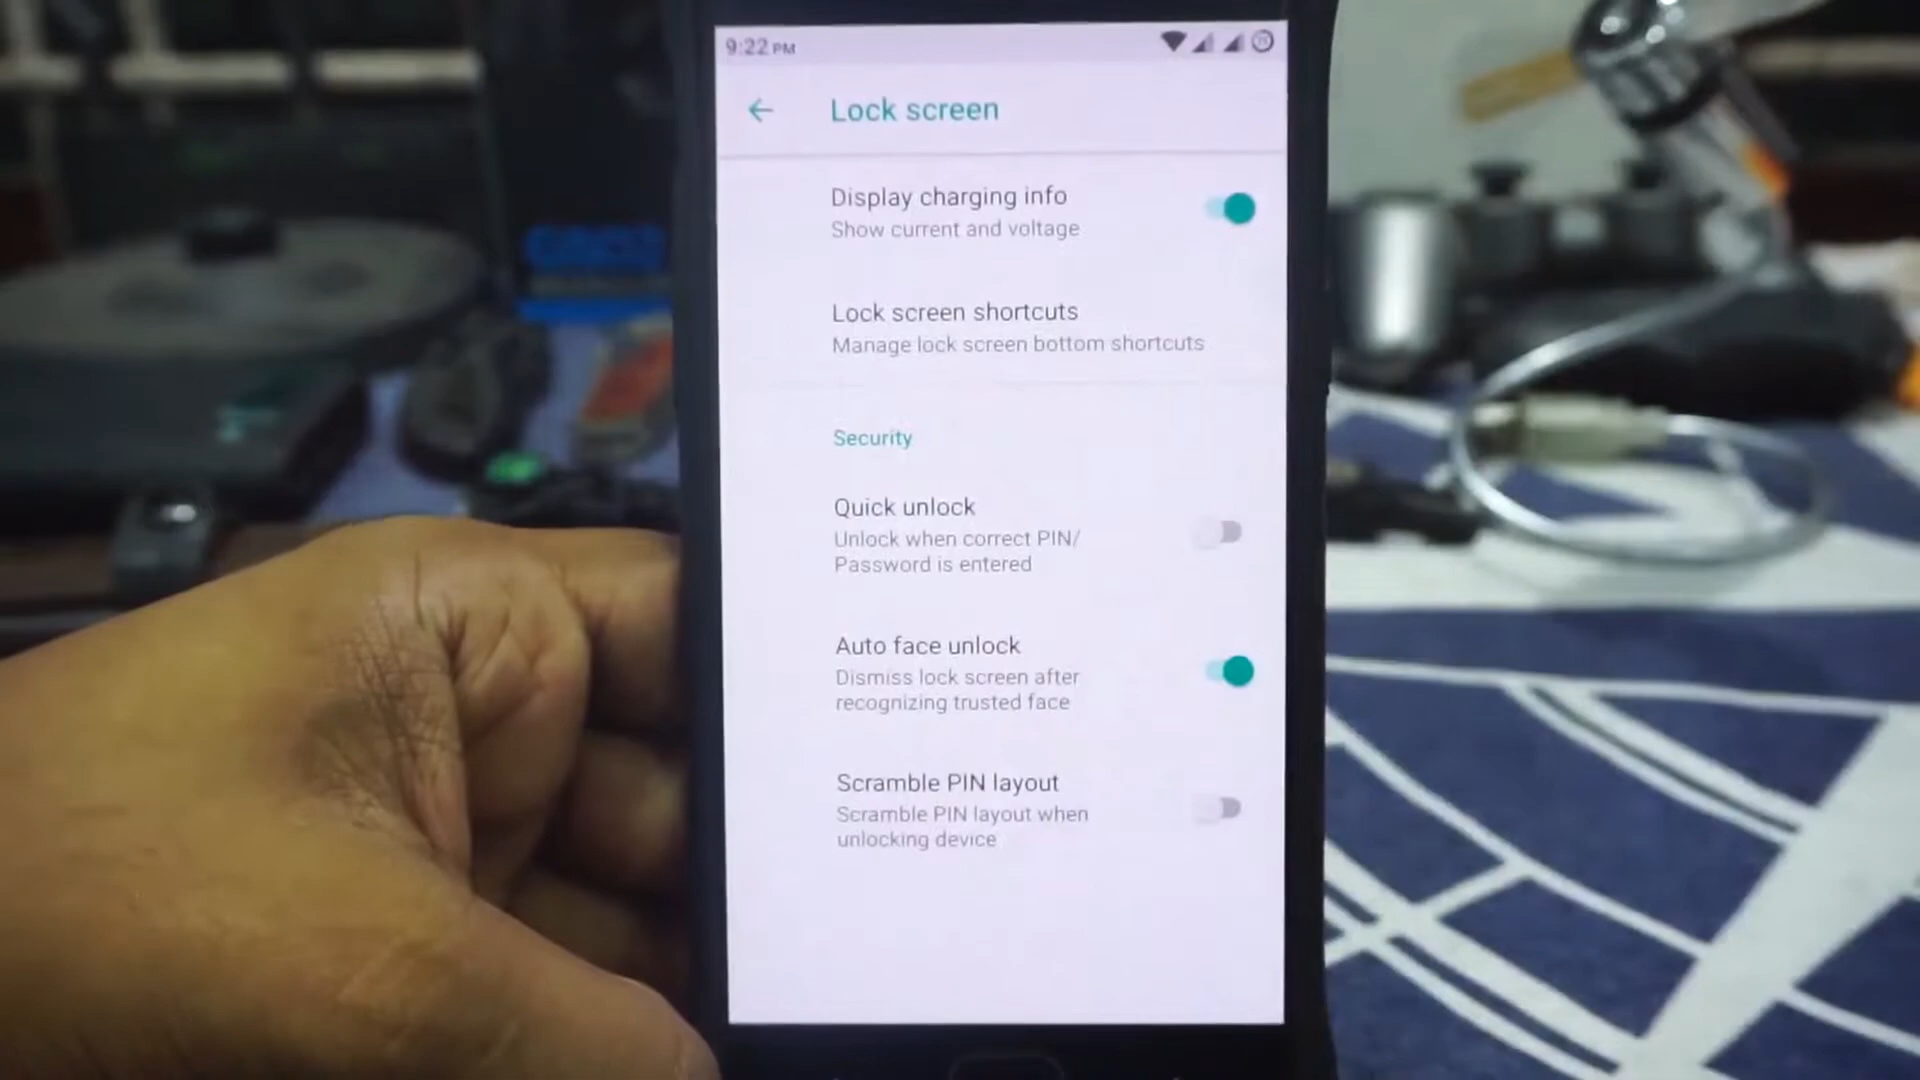 9:22 PM
Lock screen
Display charging info
Show current and voltage
Lock screen shortcuts
Manage lock screen bottom shortcuts
Security
Quick unlock
Unlock when correct PIN/
Password is entered
Auto face unlock
Dismiss lock screen after
recognizing trusted face
Scramble PIN layout
Scramble PIN layout when
unlocking device